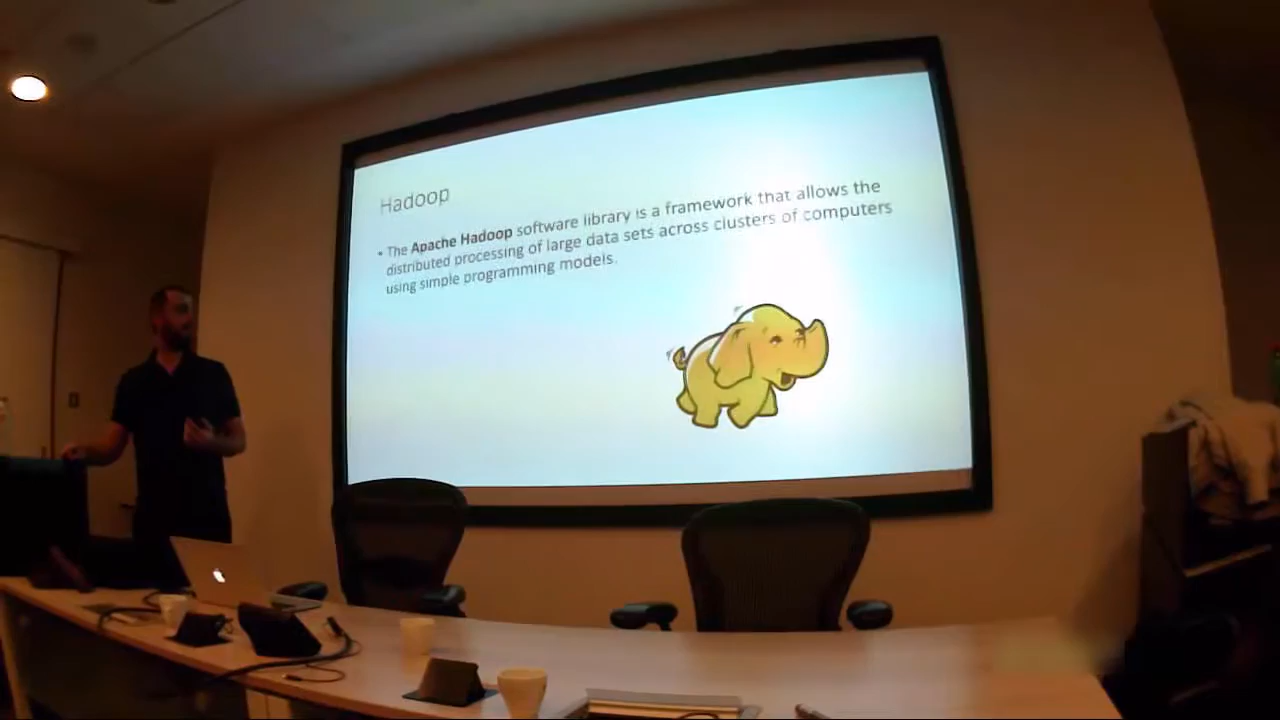 Hadoop
• The Apache Hadoop software library is a framework that allows the
distributed processing of large data sets across clusters of computers
using simple programming models.